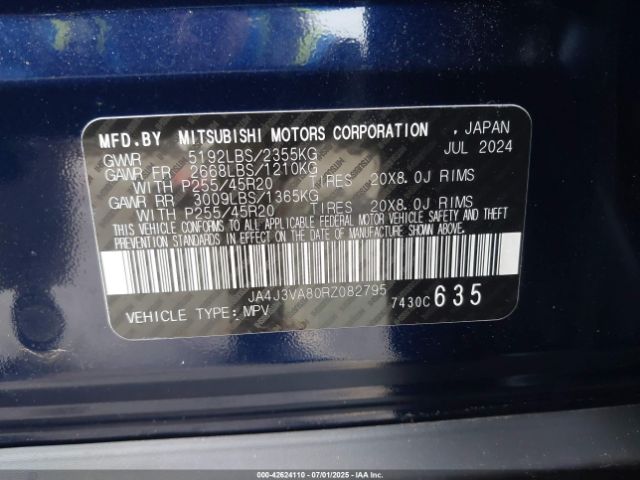 MFD.BY MITSUBISHI MOTORS CORPORATION , JAPAN
GVWR 5192LBS/2355KG JUL 2024
GAWR FR 2668LBS/1210KG
WITH P255/45R20 TIRES 20X8.0J RIMS
GAWR RR 3009LBS/1365KG
WITH P255/45R20 TIRES 20X8.0J RIMS
THIS VEHICLE CONFORMS TO ALL APPLICABLE FEDERAL MOTOR VEHICLE SAFETY AND THEFT
PREVENTION STANDARDS IN EFFECT ON THE DATE OF MANUFACTURE SHOWN ABOVE.
JA4J3VA80RZ082795
VEHICLE TYPE: MPV 7430C 635
000-42624110 - 07/01/2025 - IAAI.COM